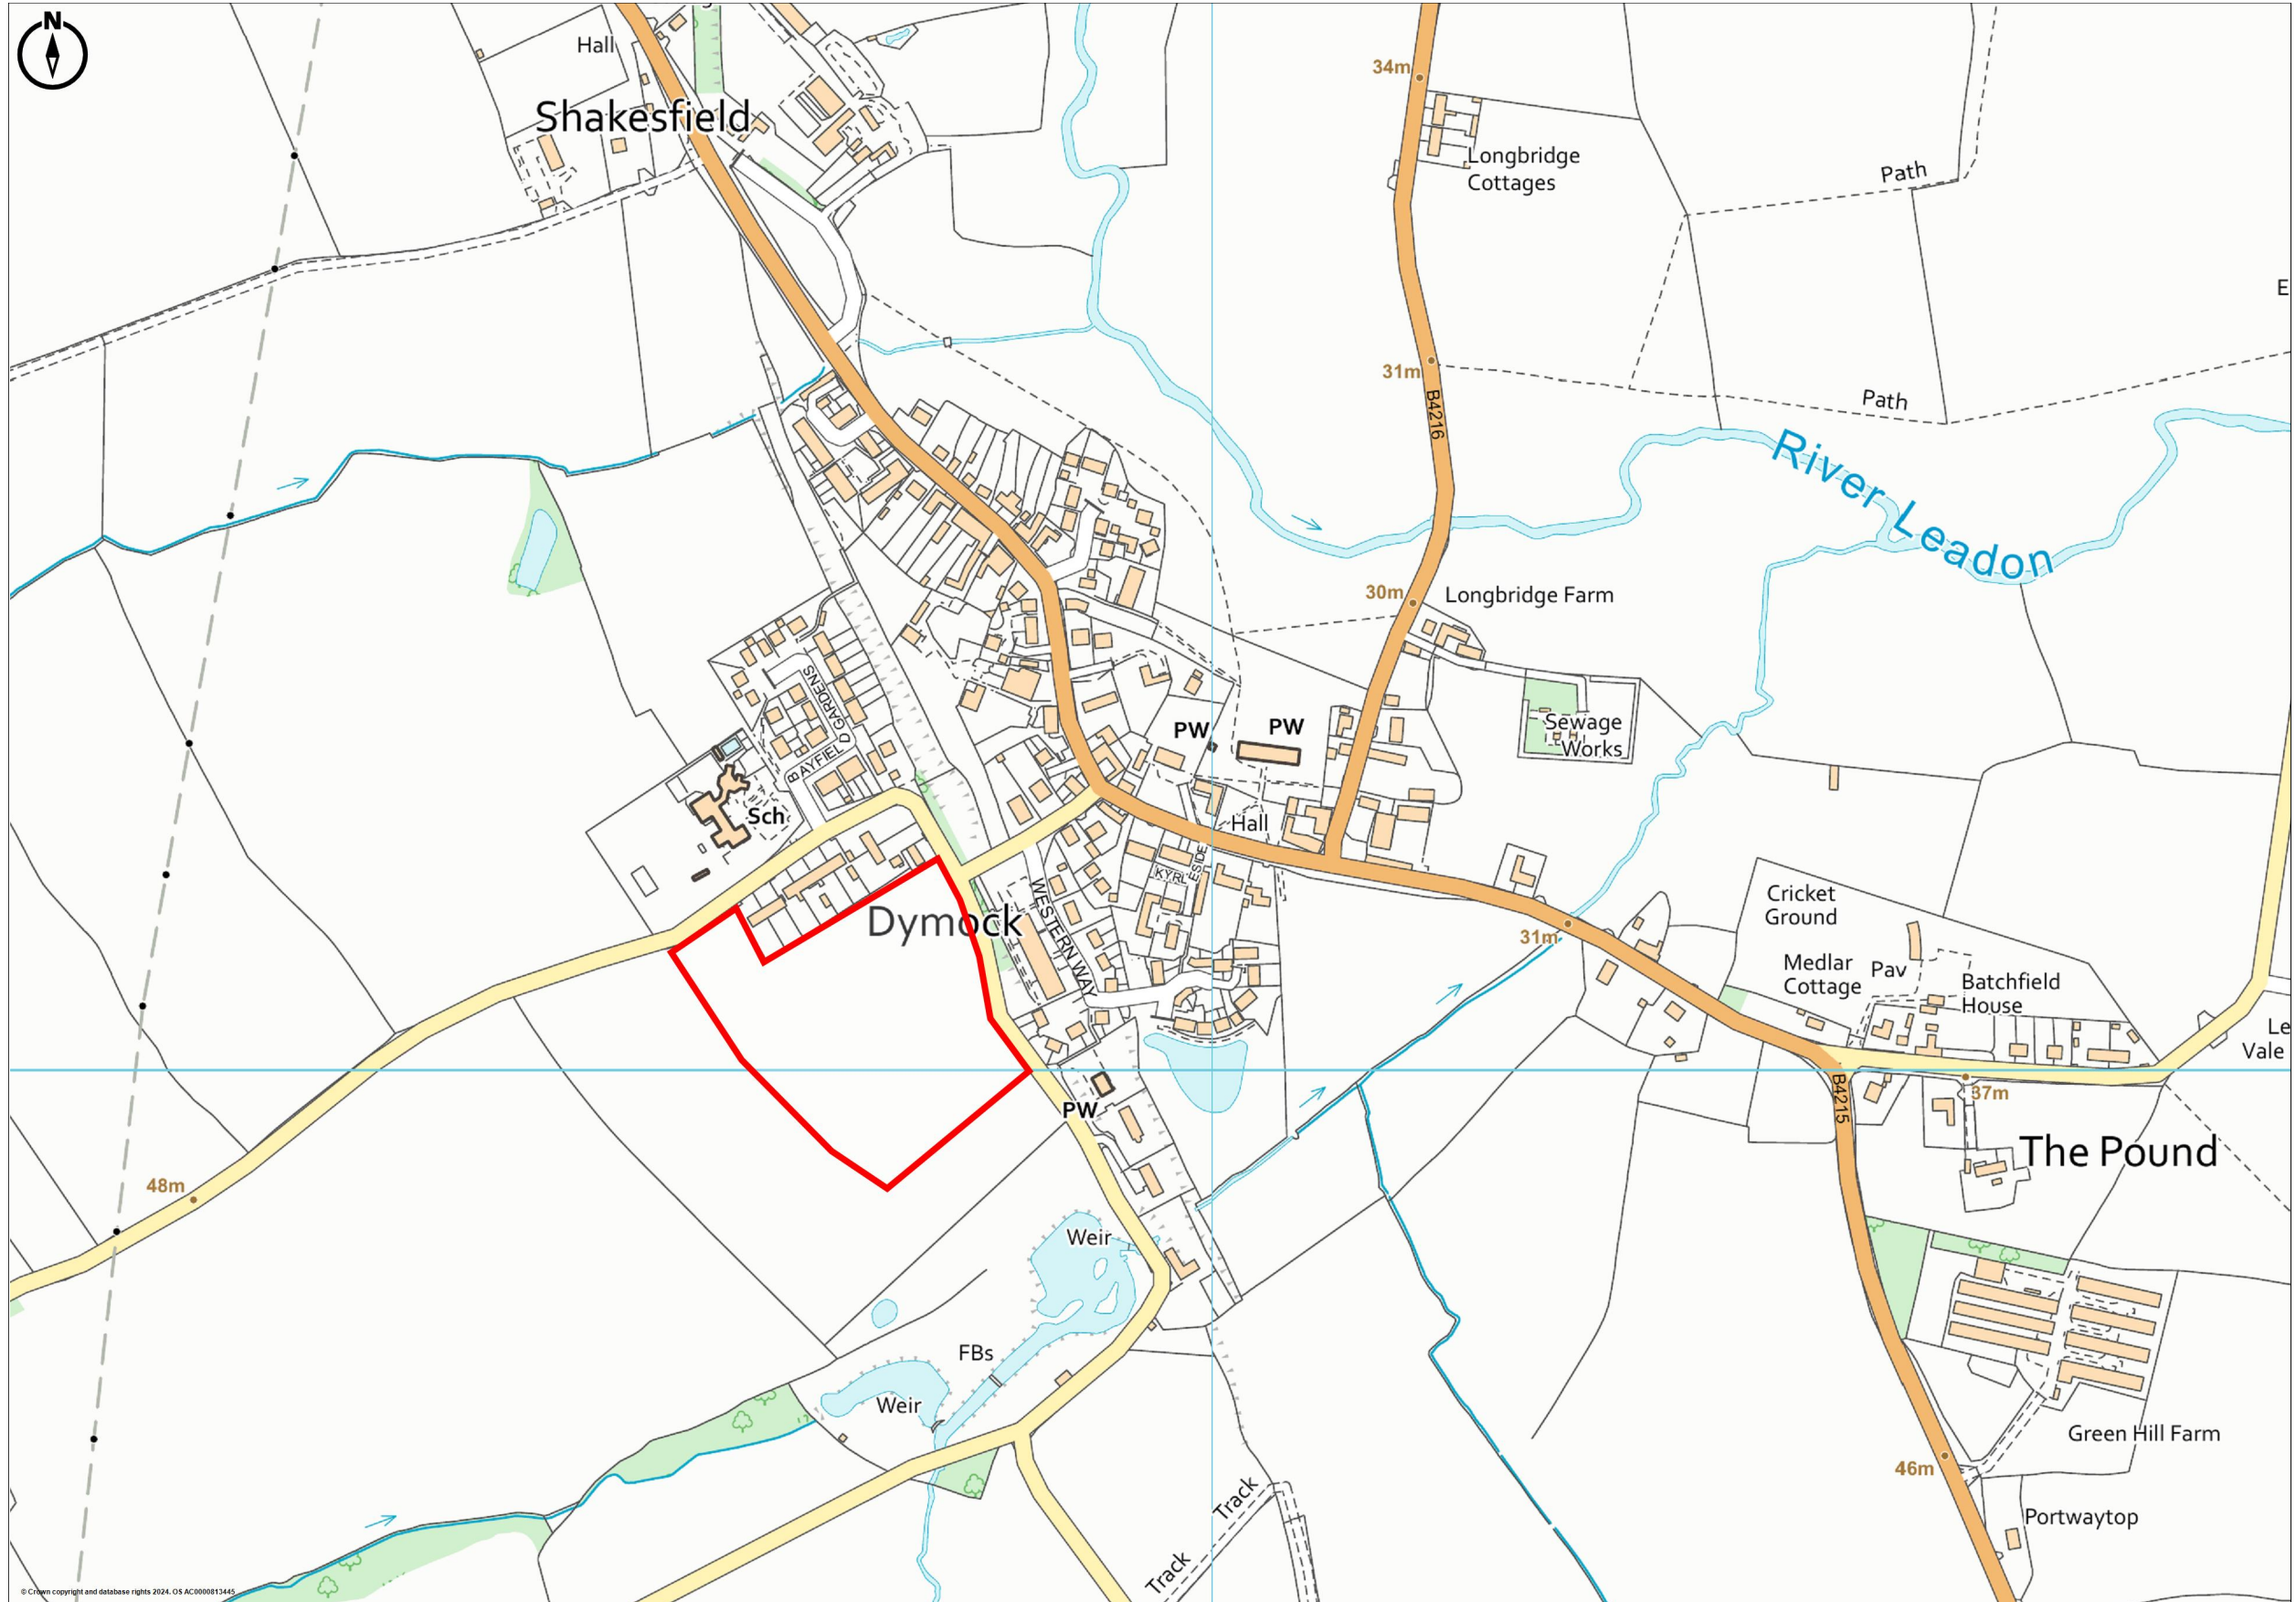 N
Hall
Shakesfield
34m
Longbridge
Cottages
Path
E
31m
B4216
Path
River Leadon
30m
Longbridge Farm
BAYFIEL D GARDENS
PW
PW
Sewage
Works
Sch
Hall
KYRL
ESIDE
WESTERN WAY
Dymock
Cricket
Ground
31m
Medlar
Cottage
Pav
Batchfield
House
Le
Vale
B4215
37m
PW
The Pound
48m
Weir
FBs
Weir
Green Hill Farm
46m
Track
Portwaytop
Track
© Crown copyright and database rights 2024. OS AC0000813445